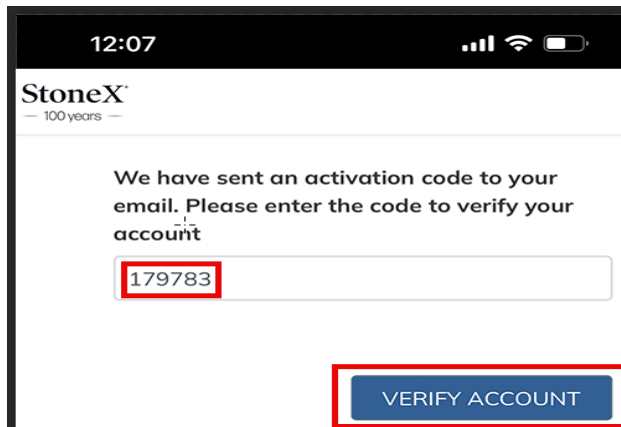 12:07
StoneX®
— 100 years —
We have sent an activation code to your
email. Please enter the code to verify your
account
179783
VERIFY ACCOUNT